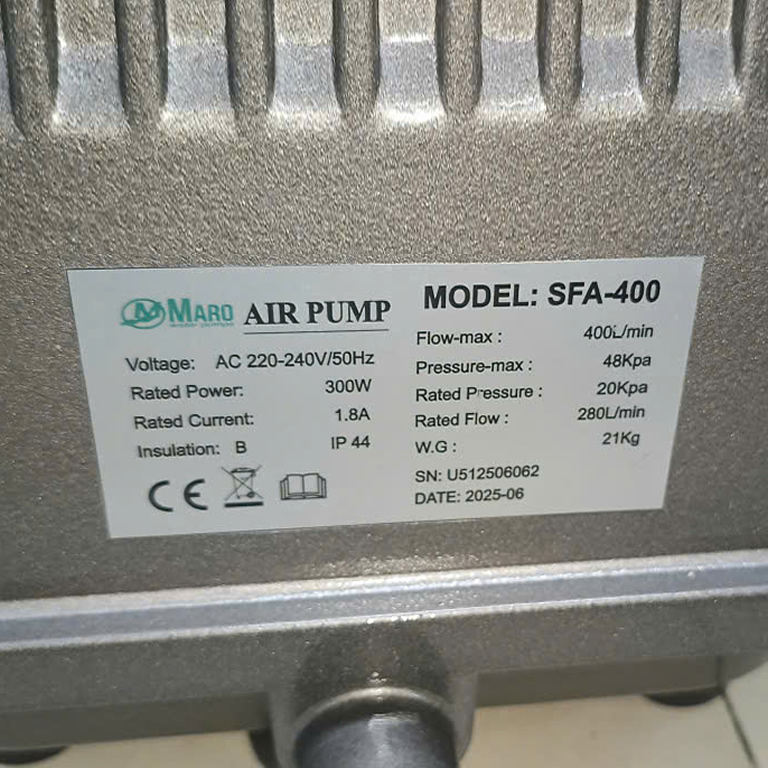 MARO AIR PUMP
Voltage: AC 220-240V/50Hz
Rated Power: 300W
Rated Current: 1.8A
Insulation: B IP 44
CE
MODEL: SFA-400
Flow-max : 400L/min
Pressure-max : 48Kpa
Rated Pressure : 20Kpa
Rated Flow : 280L/min
W.G : 21Kg
SN: U512506062
DATE: 2025-06